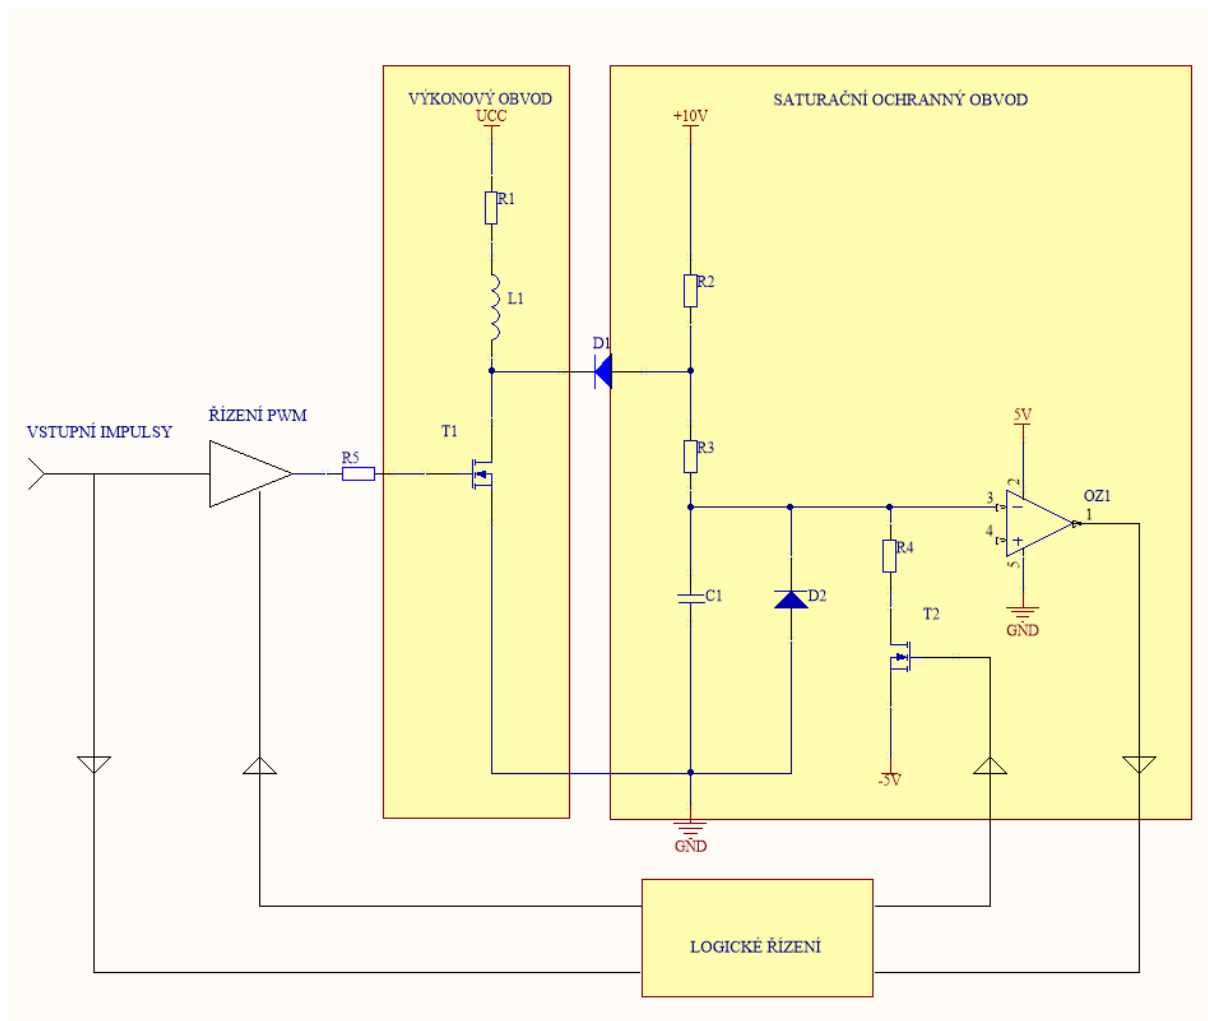 VÝKONOVÝ OBVOD
SATURAČNÍ OCHRANNÝ OBVOD
UCC
+10V
R1
R2
L1
D1
ŘÍZENÍ PWM
VSTUPNÍ IMPULSY
T1
R5
R3
5V
2
3
OZ1
1
4
5
R4
C1
D2
T2
GND
-5V
GND
LOGICKÉ ŘÍZENÍ